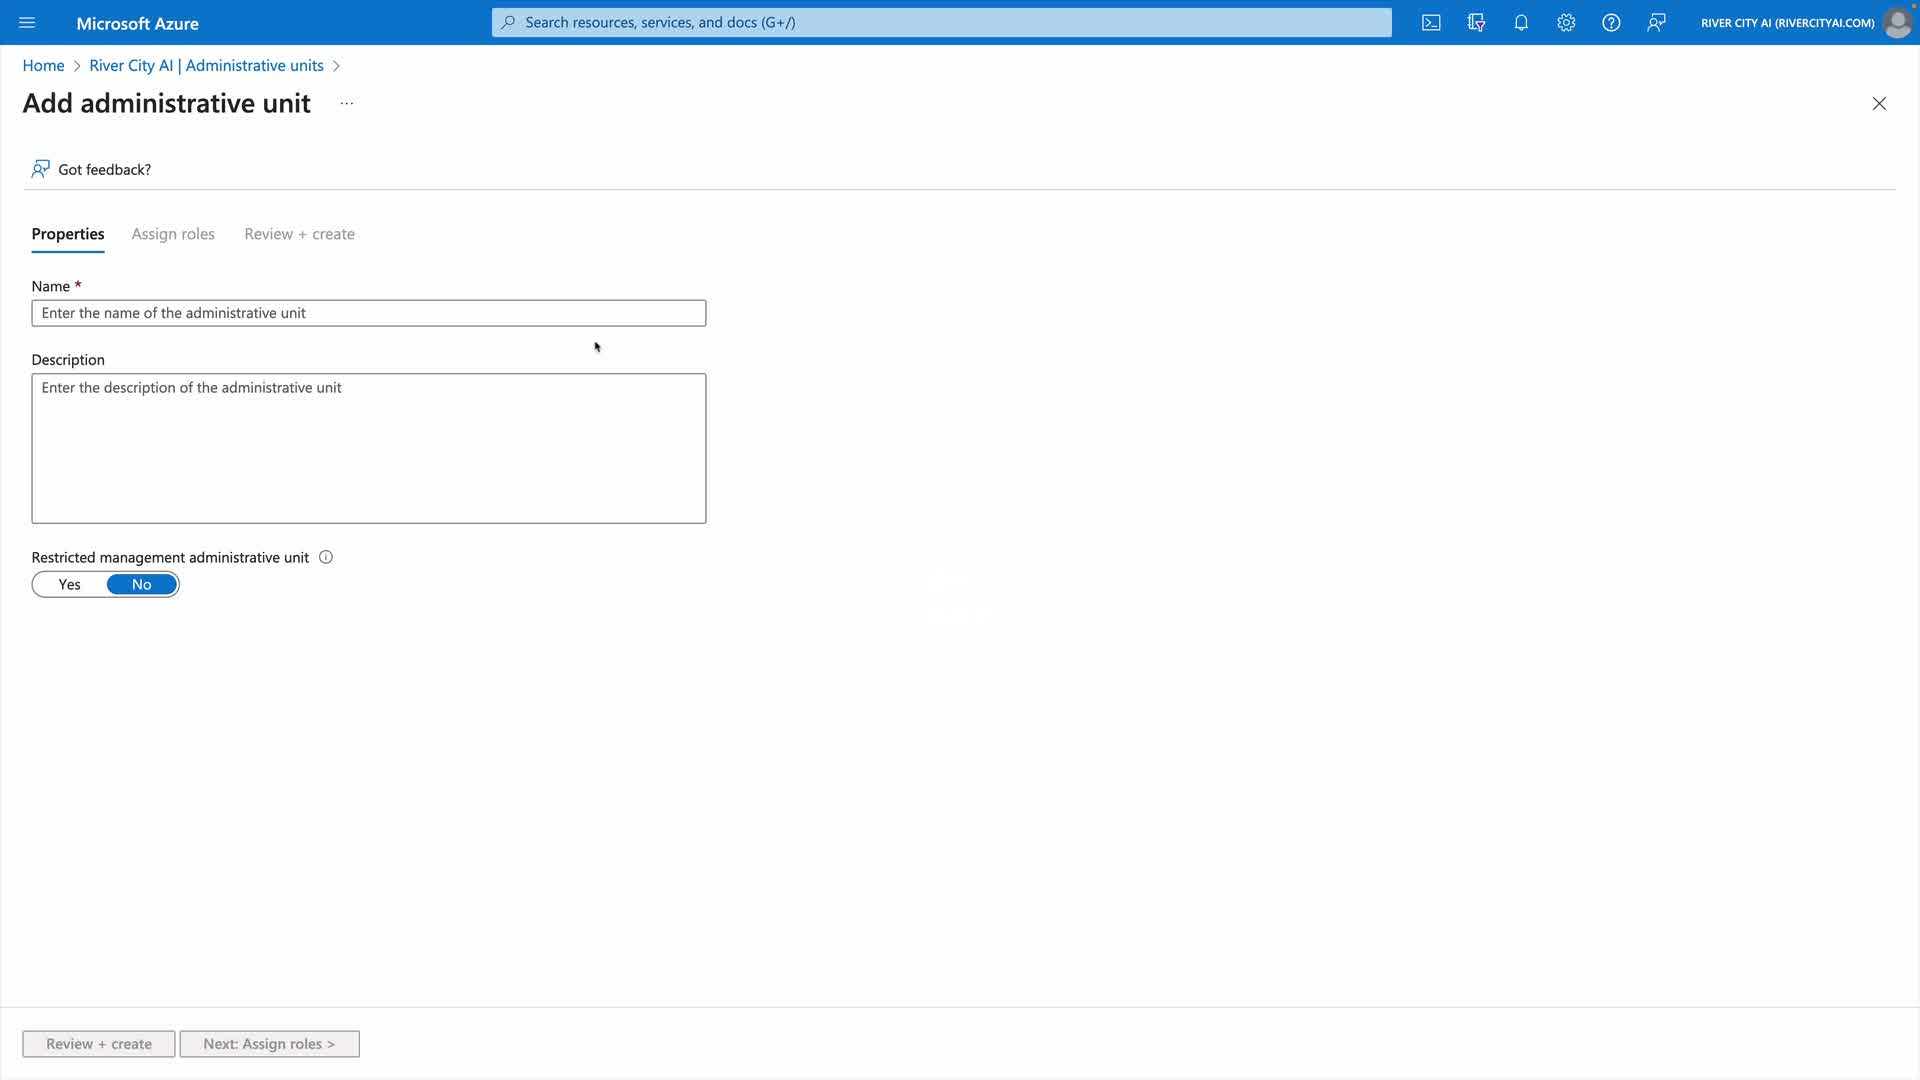 Microsoft Azure
Search resources, services, and docs (G+/)
RIVER CITY AI (RIVERCITYAI.COM)
Home > River City AI | Administrative units >
Add administrative unit ...
Got feedback?
Properties Assign roles Review + create
Name *
Enter the name of the administrative unit
Description
Enter the description of the administrative unit
Restricted management administrative unit
Yes No
Review + create Next: Assign roles >